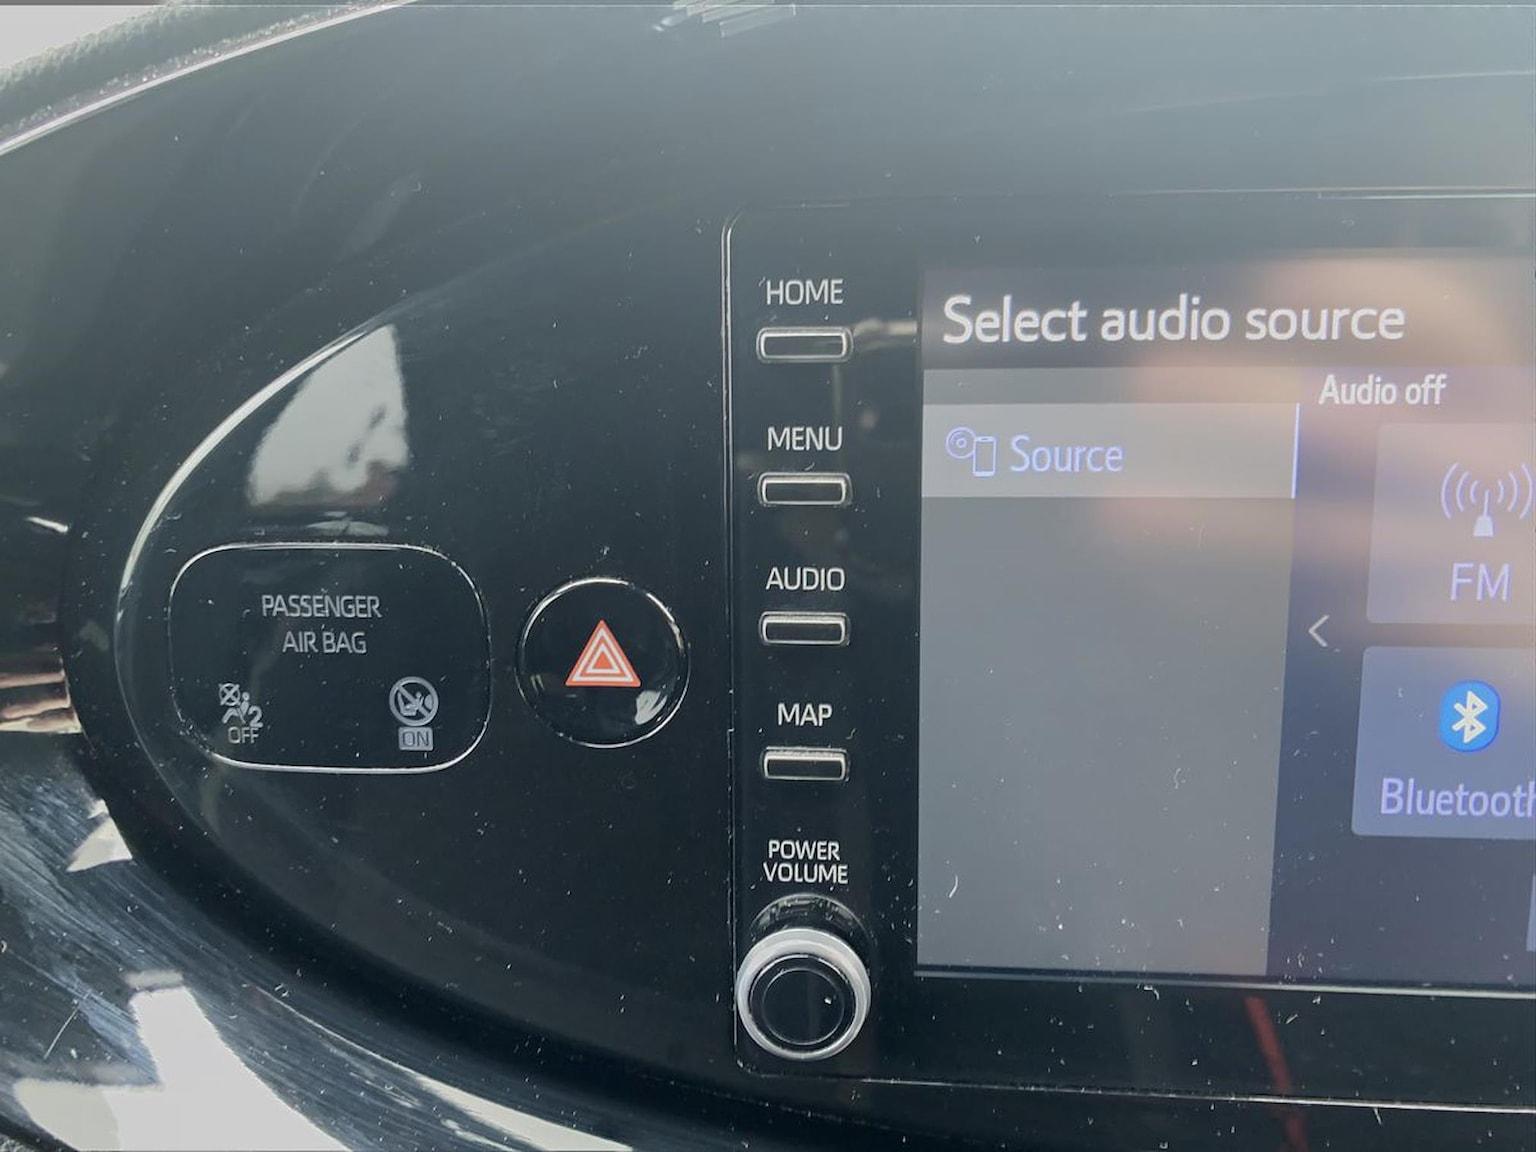 HOME
Select audio source
Audio off
MENU
Source
FM
AUDIO
PASSENGER
AIR BAG
2
OFF
ON
MAP
Bluetooth
POWER
VOLUME